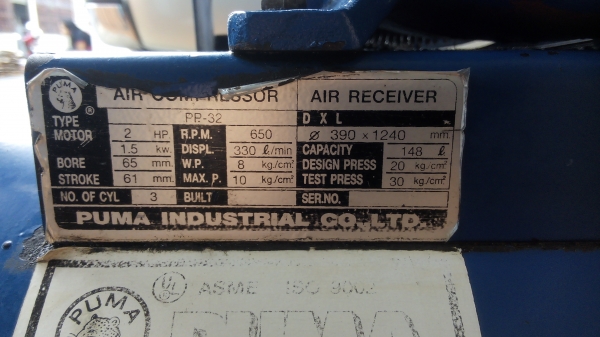 PUMA ®
AIR COMPRESSOR AIR RECEIVER
TYPE PP-32 D X L
MOTOR 2 HP R.P.M. 650 ø 390 x 1240 mm
1.5 kw. DISPL. 330 ℓ/min CAPACITY 148 ℓ
BORE 65 mm W.P. 8 kg/cm² DESIGN PRESS 20 kg/cm²
STROKE 61 mm MAX. P. 10 kg/cm² TEST PRESS 30 kg/cm²
NO. OF CYL 3 BUILT SER.NO.
PUMA INDUSTRIAL CO., LTD.
UL ASME ISO 9002
PUMA
PUMA